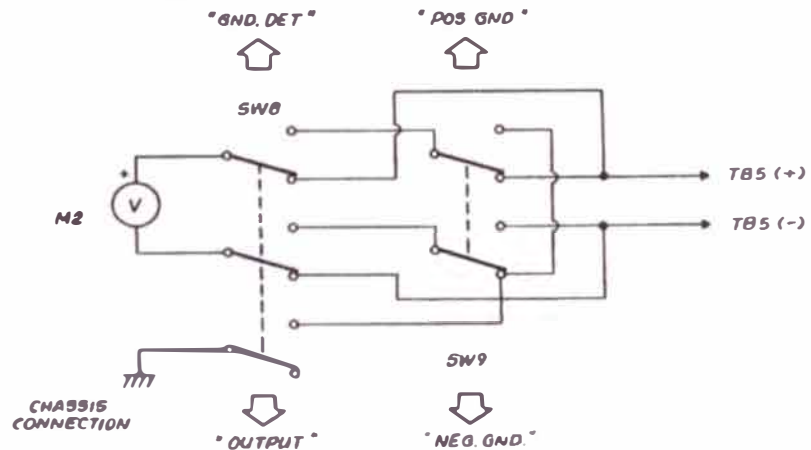 "GND. DET"
"POS GND"
SW8
+
V
M2
TB5 (+)
TB5 (-)
SW9
CHASSIS
CONNECTION
"OUTPUT"
"NEG. GND."